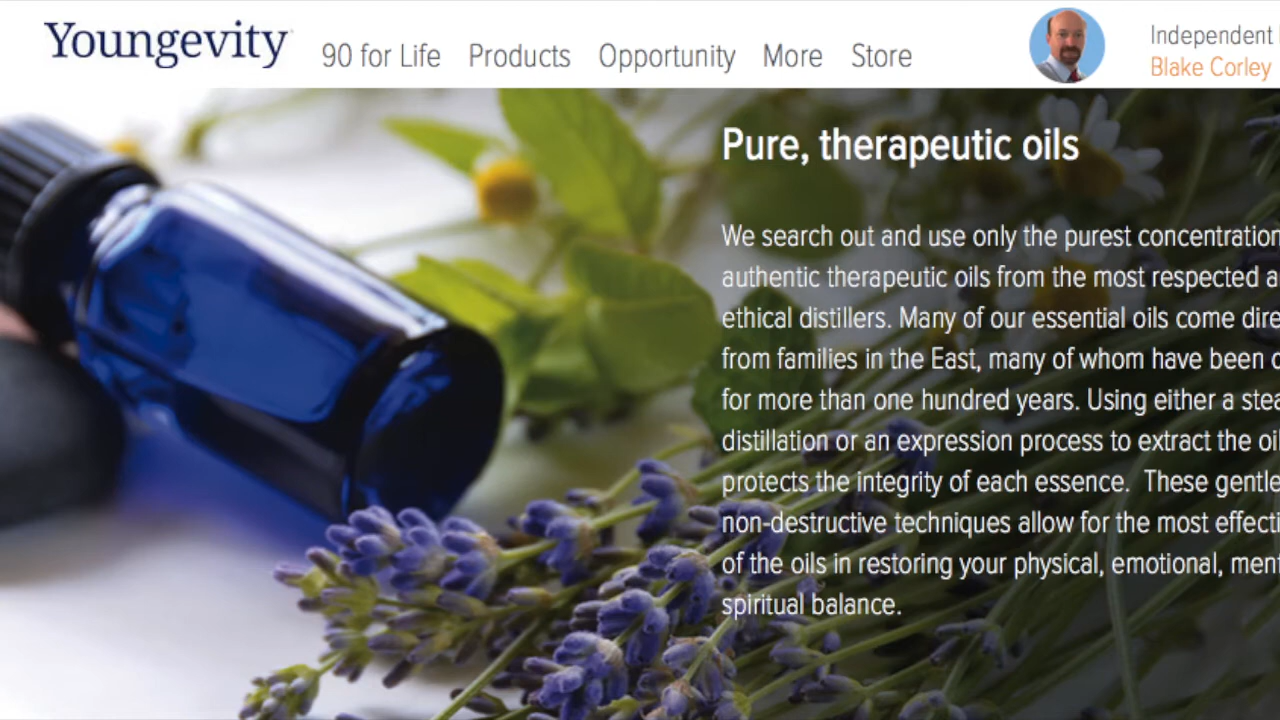 Youngevity
90 for Life Products Opportunity More Store
Independent
Blake Corley
Pure, therapeutic oils
We search out and use only the purest concentration
authentic therapeutic oils from the most respected a
ethical distillers. Many of our essential oils come dire
from families in the East, many of whom have been
for more than one hundred years. Using either a stea
distillation or an expression process to extract the oil
protects the integrity of each essence. These gentle
non-destructive techniques allow for the most effecti
of the oils in restoring your physical, emotional, ment
spiritual balance.